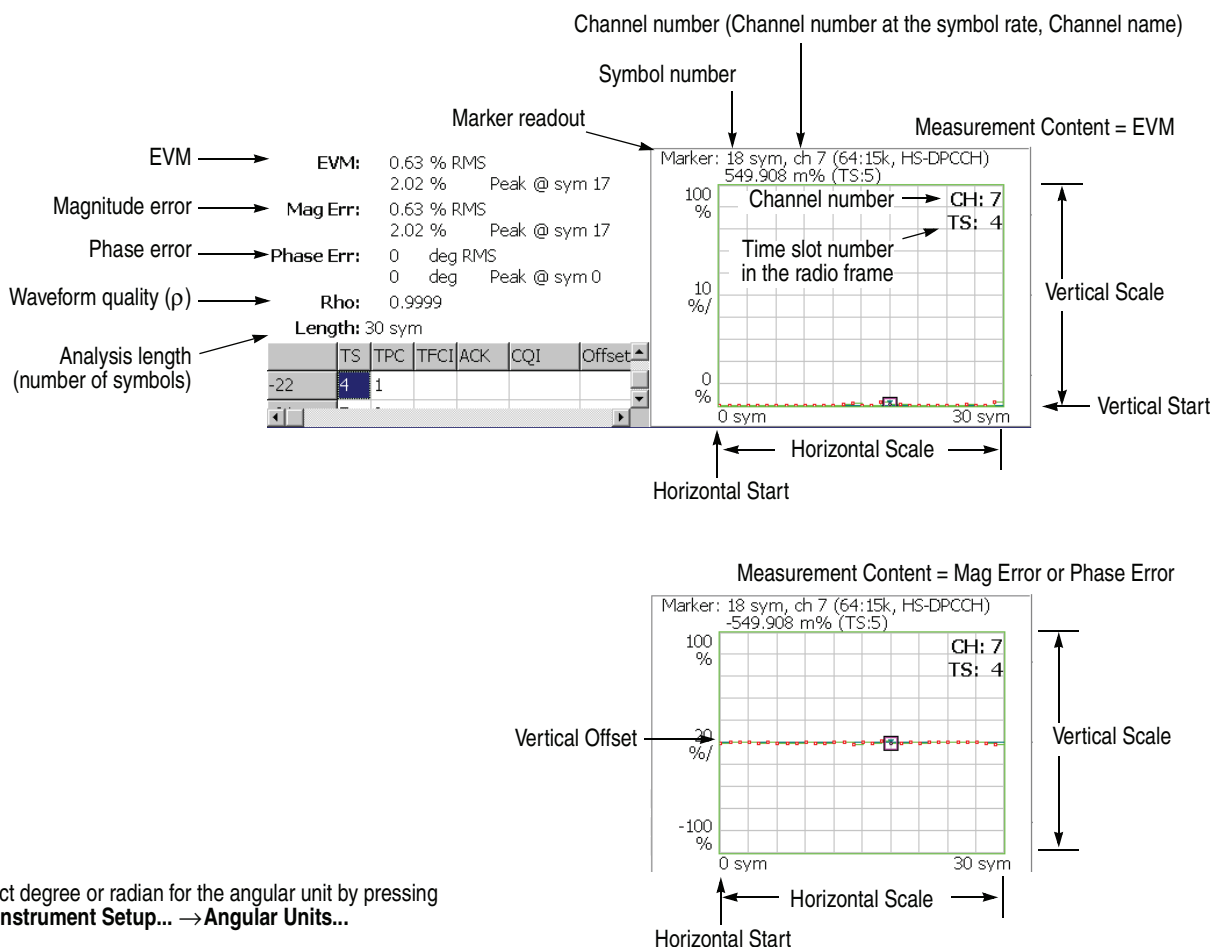 Channel number (Channel number at the symbol rate, Channel name)
Symbol number
Marker readout
Measurement Content = EVM
EVM
Magnitude error
Phase error
Waveform quality (ρ)
Analysis length
(number of symbols)
EVM: 0.63 % RMS
2.02 % Peak @ sym 17
Mag Err: 0.63 % RMS
2.02 % Peak @ sym 17
Phase Err: 0 deg RMS
0 deg Peak @ sym 0
Rho: 0.9999
Length: 30 sym
TS TPC TFCI ACK CQI Offset
-22 4 1
Marker: 18 sym, ch 7 (64:15k, HS-DPCCH)
549.908 m% (TS:5)
100
%
Channel number
CH: 7
TS: 4
Time slot number
in the radio frame
10
%/
0
%
0 sym 30 sym
Vertical Scale
Vertical Start
Horizontal Scale
Horizontal Start
Measurement Content = Mag Error or Phase Error
Marker: 18 sym, ch 7 (64:15k, HS-DPCCH)
-549.908 m% (TS:5)
100
%
CH: 7
TS: 4
Vertical Offset
20
%/
Vertical Scale
-100
%
0 sym 30 sym
Horizontal Scale
Horizontal Start
ct degree or radian for the angular unit by pressing
nstrument Setup... →Angular Units...